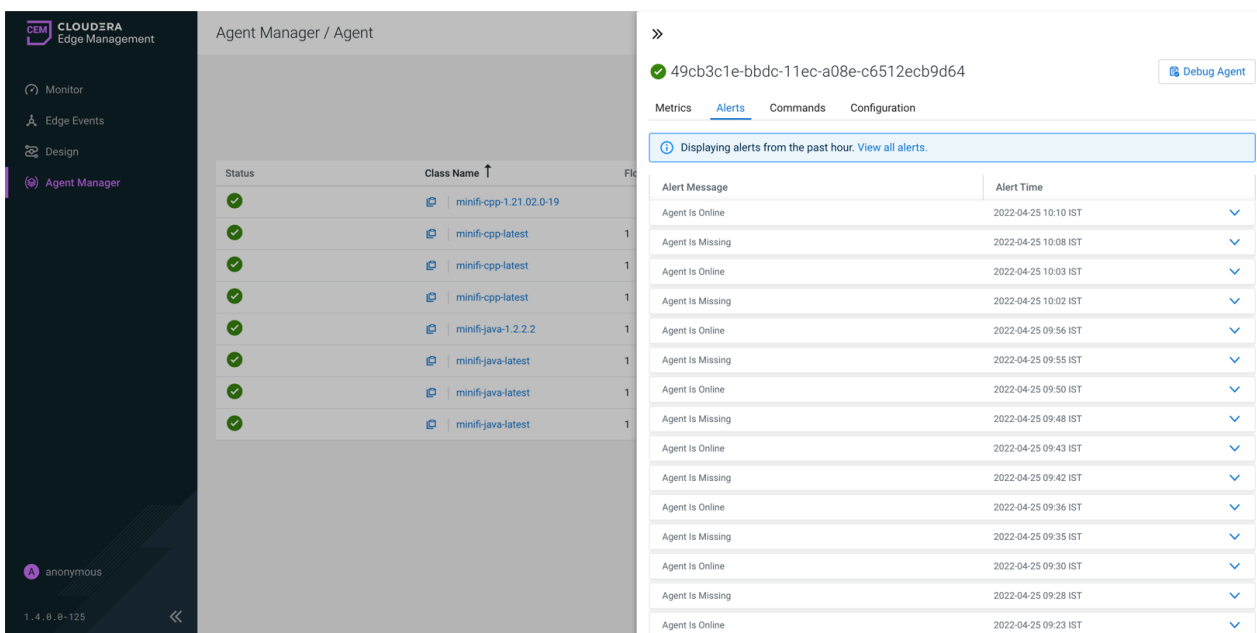 CEM CLOUDERA
Edge Management
Monitor
Edge Events
Design
Agent Manager
A anonymous
1.4.0.0-125
Agent Manager / Agent
Status Class Name
minifi-cpp-1.21.02.0-19
minifi-cpp-latest 1
minifi-cpp-latest 1
minifi-cpp-latest 1
minifi-java-1.2.2.2 1
minifi-java-latest 1
minifi-java-latest 1
minifi-java-latest 1
49cb3c1e-bbdc-11ec-a08e-c6512ecb9d64
Debug Agent
Metrics Alerts Commands Configuration
Displaying alerts from the past hour. View all alerts.
Alert Message Alert Time
Agent Is Online 2022-04-25 10:10 IST
Agent Is Missing 2022-04-25 10:08 IST
Agent Is Online 2022-04-25 10:03 IST
Agent Is Missing 2022-04-25 10:02 IST
Agent Is Online 2022-04-25 09:56 IST
Agent Is Missing 2022-04-25 09:55 IST
Agent Is Online 2022-04-25 09:50 IST
Agent Is Missing 2022-04-25 09:48 IST
Agent Is Online 2022-04-25 09:43 IST
Agent Is Missing 2022-04-25 09:42 IST
Agent Is Online 2022-04-25 09:36 IST
Agent Is Missing 2022-04-25 09:35 IST
Agent Is Online 2022-04-25 09:30 IST
Agent Is Missing 2022-04-25 09:28 IST
Agent Is Online 2022-04-25 09:23 IST